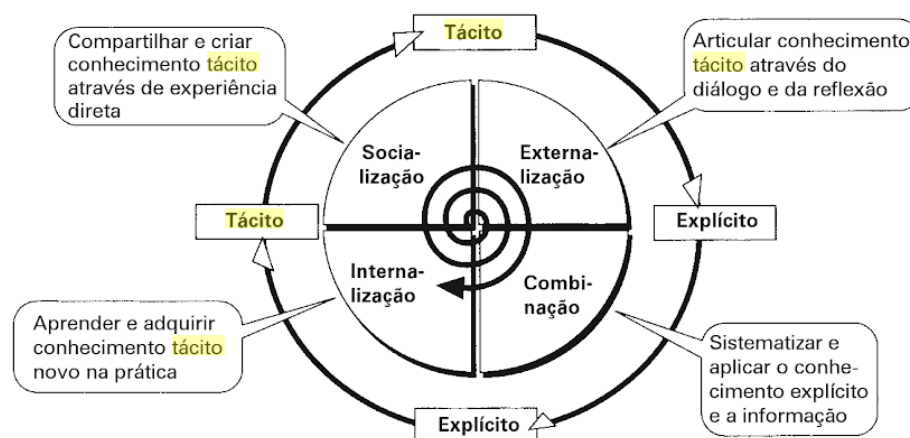 Tácito
Compartilhar e criar
conhecimento tácito
através de experiência
direta
Articular conhecimento
tácito através do
diálogo e da reflexão
Socia-
lização
Externa-
lização
Tácito
Explícito
Interna-
lização
Combi-
nação
Aprender e adquirir
conhecimento tácito
novo na prática
Sistematizar e
aplicar o conhe-
cimento explícito
e a informação
Explícito